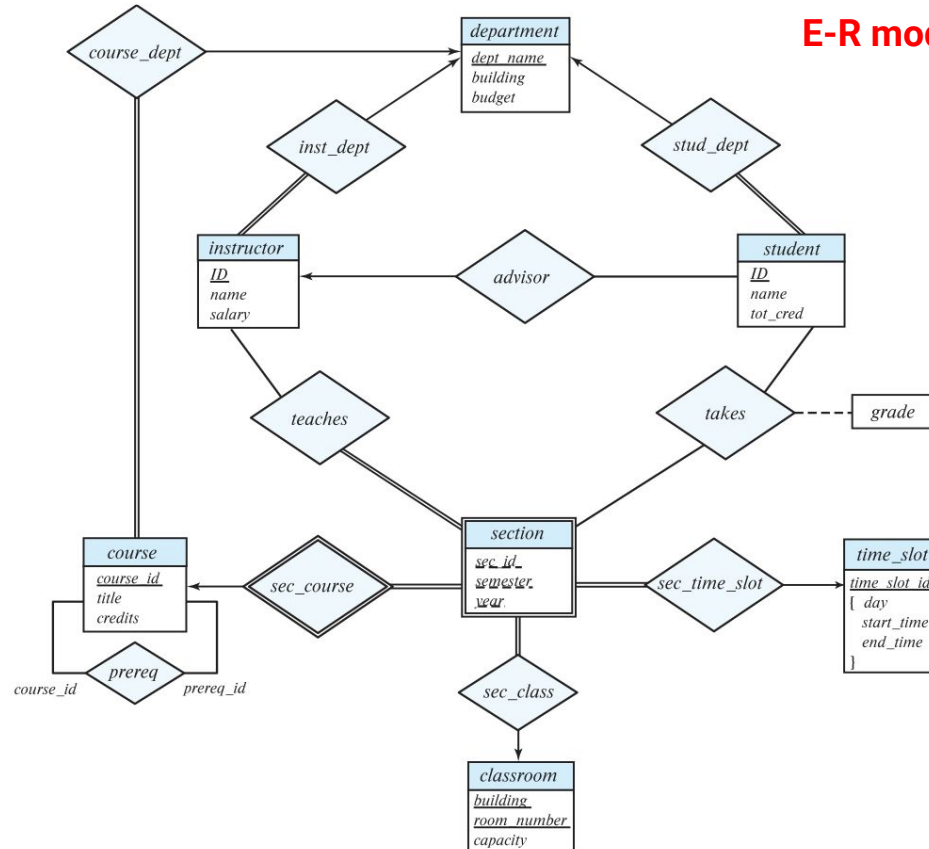 E-R mod
department
dept_name
building
budget
course_dept
inst_dept
stud_dept
instructor
ID
name
salary
advisor
student
ID
name
tot_cred
teaches
takes
grade
course
course_id
title
credits
sec_course
section
sec_id
semester
year
sec_time_slot
time_slot
time_slot_id
{ day
start_time
end_time
}
prereq
course_id
prereq_id
sec_class
classroom
building
room_number
capacity